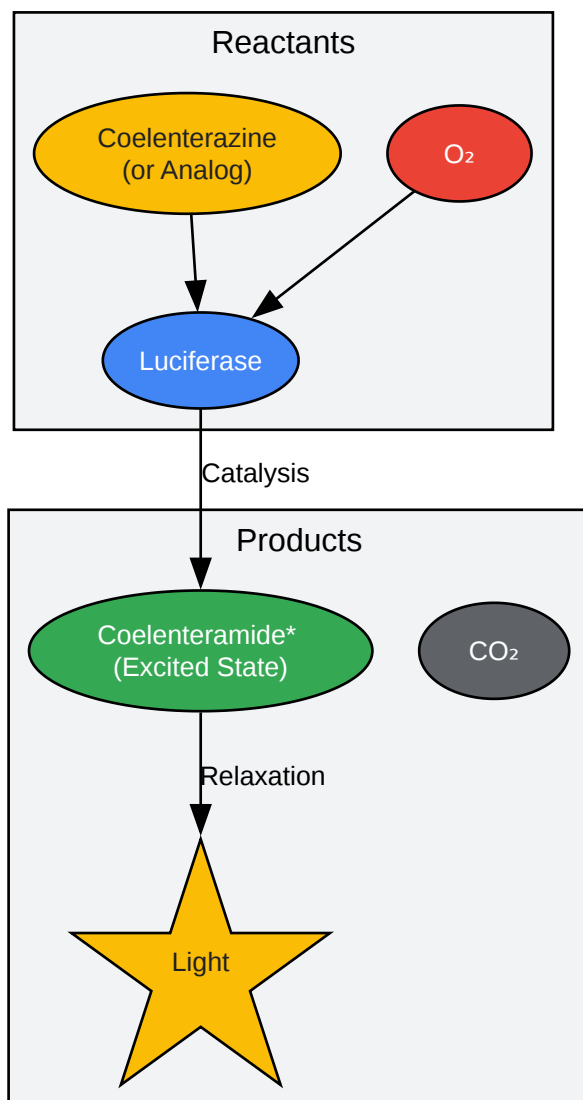 Reactants
Coelenterazine
(or Analog)
O₂
Luciferase
Catalysis
Products
Coelenteramide*
(Excited State)
CO₂
Relaxation
Light